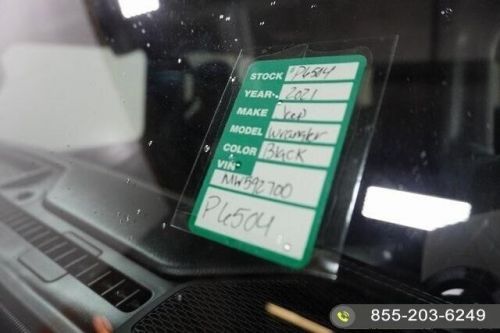 STOCK P6504
YEAR 2021
MAKE Jeep
MODEL Wrangler
COLOR Black
VIN
MW592700
P6504
855-203-6249